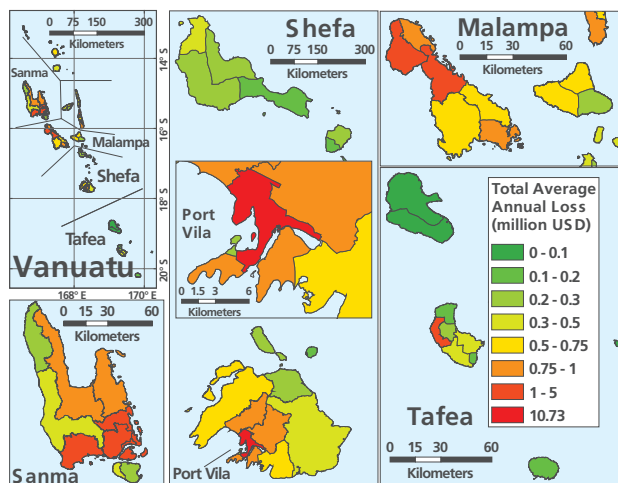 0 75 150 300
Kilometers
14°S
Sanma
16°S
Malampa
Shefa
18°S
Tafea
Vanuatu
20°S
168° E 170° E
0 15 30 60
Kilometers
Sanma
Shefa
0 75 150 300
Kilometers
Port
Vila
0 1.5 3 6
Kilometers
Port Vila
Malampa
0 15 30 60
Kilometers
Total Average
Annual Loss
(million USD)
0 - 0.1
0.1 - 0.2
0.2 - 0.3
0.3 - 0.5
0.5 - 0.75
0.75 - 1
1 - 5
10.73
Tafea
0 15 30 60
Kilometers